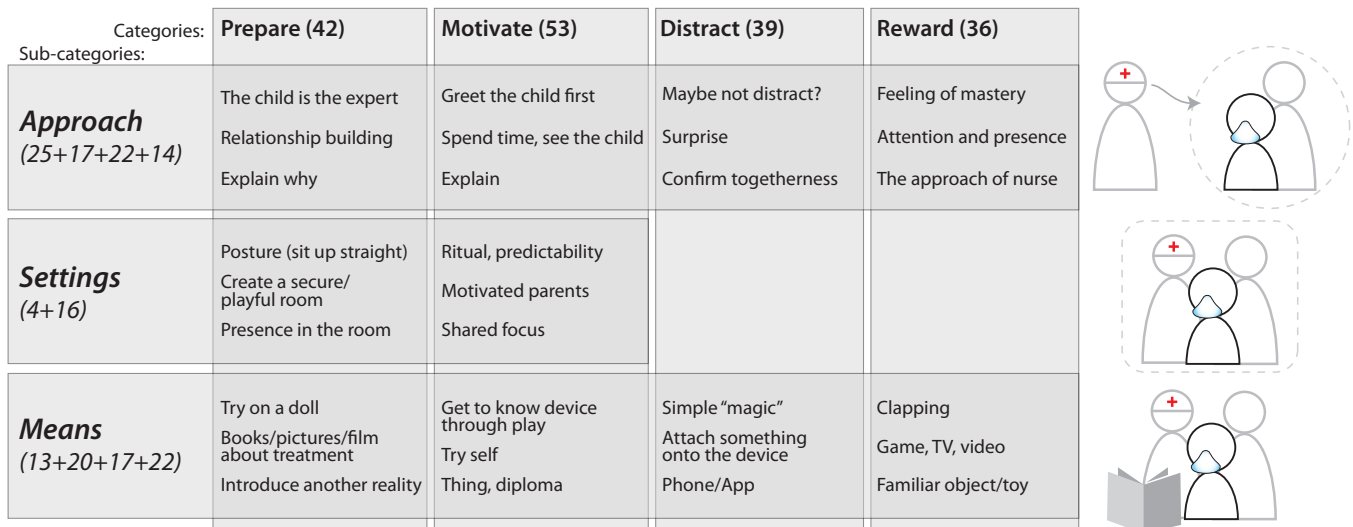 Categories:
Sub-categories:
Prepare (42)
Motivate (53)
Distract (39)
Reward (36)
Approach
(25+17+22+14)
The child is the expert
Relationship building
Explain why
Greet the child first
Spend time, see the child
Explain
Maybe not distract?
Surprise
Confirm togetherness
Feeling of mastery
Attention and presence
The approach of nurse
Settings
(4+16)
Posture (sit up straight)
Create a secure/
playful room
Presence in the room
Ritual, predictability
Motivated parents
Shared focus
Means
(13+20+17+22)
Try on a doll
Books/pictures/film
about treatment
Introduce another reality
Get to know device
through play
Try self
Thing, diploma
Simple “magic”
Attach something
onto the device
Phone/App
Clapping
Game, TV, video
Familiar object/toy